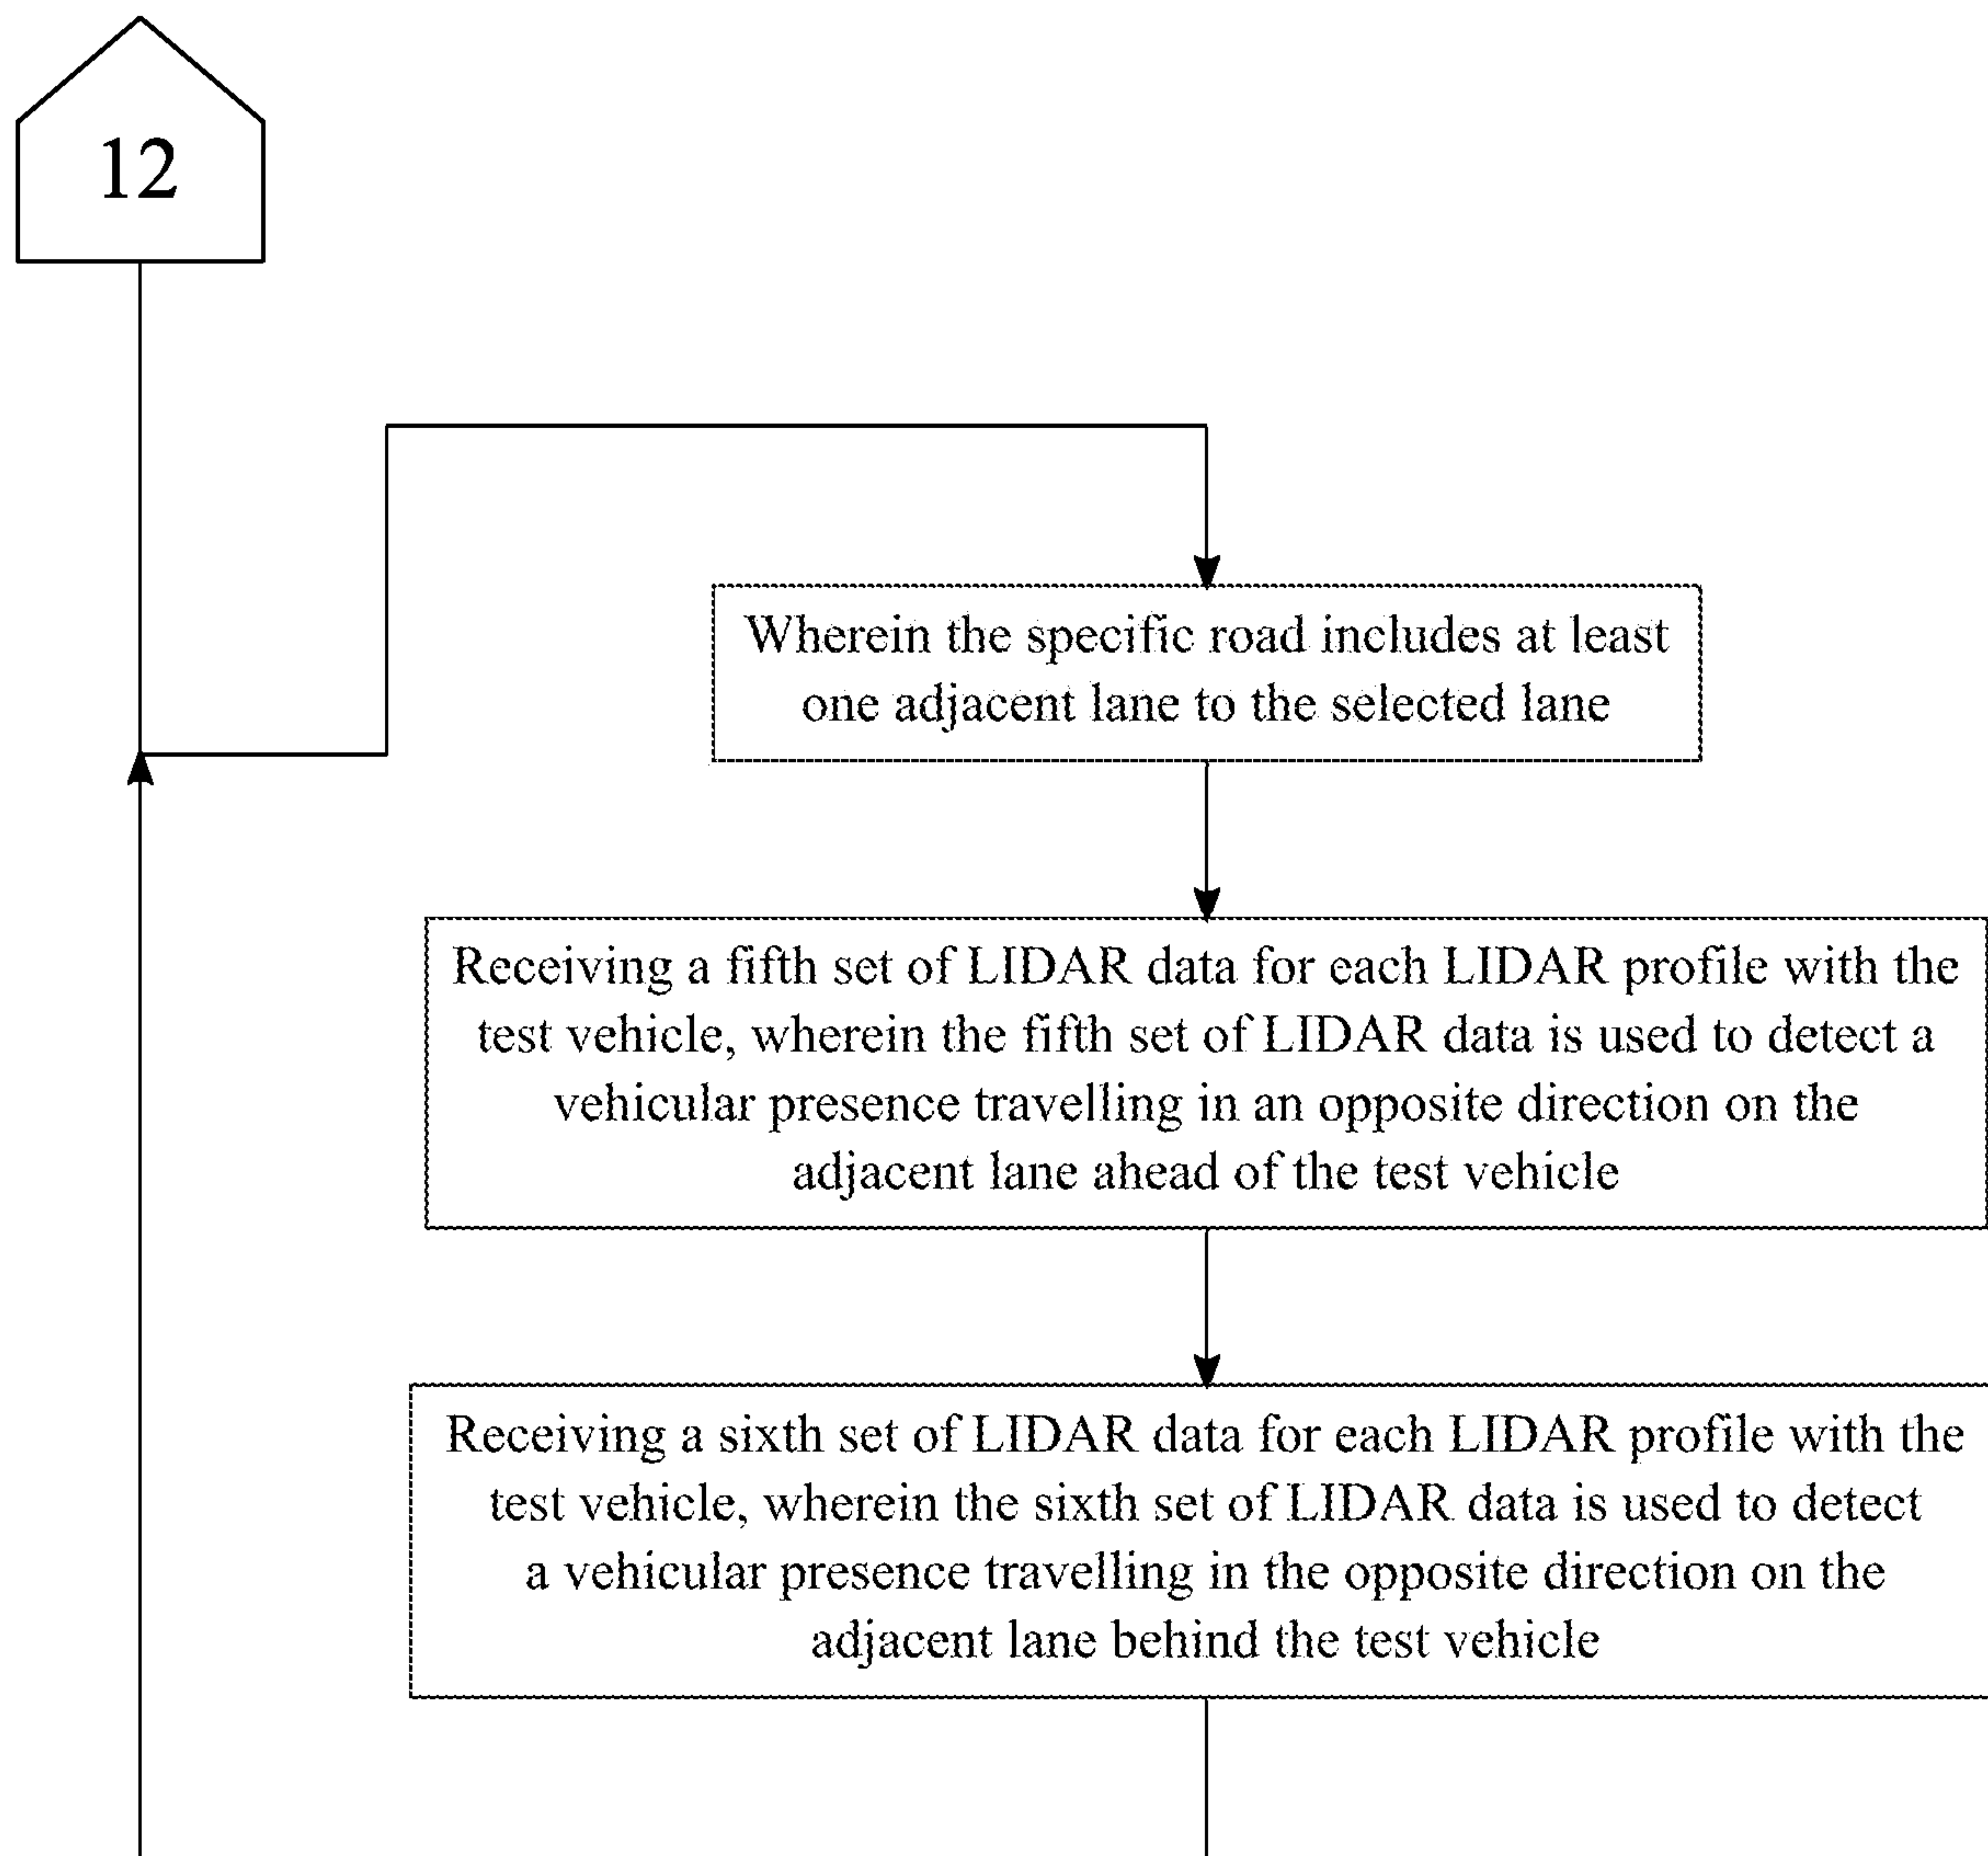 12
Wherein the specific road includes at least
one adjacent lane to the selected lane
Receiving a fifth set of LIDAR data for each LIDAR profile with the
test vehicle, wherein the fifth set of LIDAR data is used to detect a
vehicular presence travelling in an opposite direction on the
adjacent lane ahead of the test vehicle
Receiving a sixth set of LIDAR data for each LIDAR profile with the
test vehicle, wherein the sixth set of LIDAR data is used to detect
a vehicular presence travelling in the opposite direction on the
adjacent lane behind the test vehicle